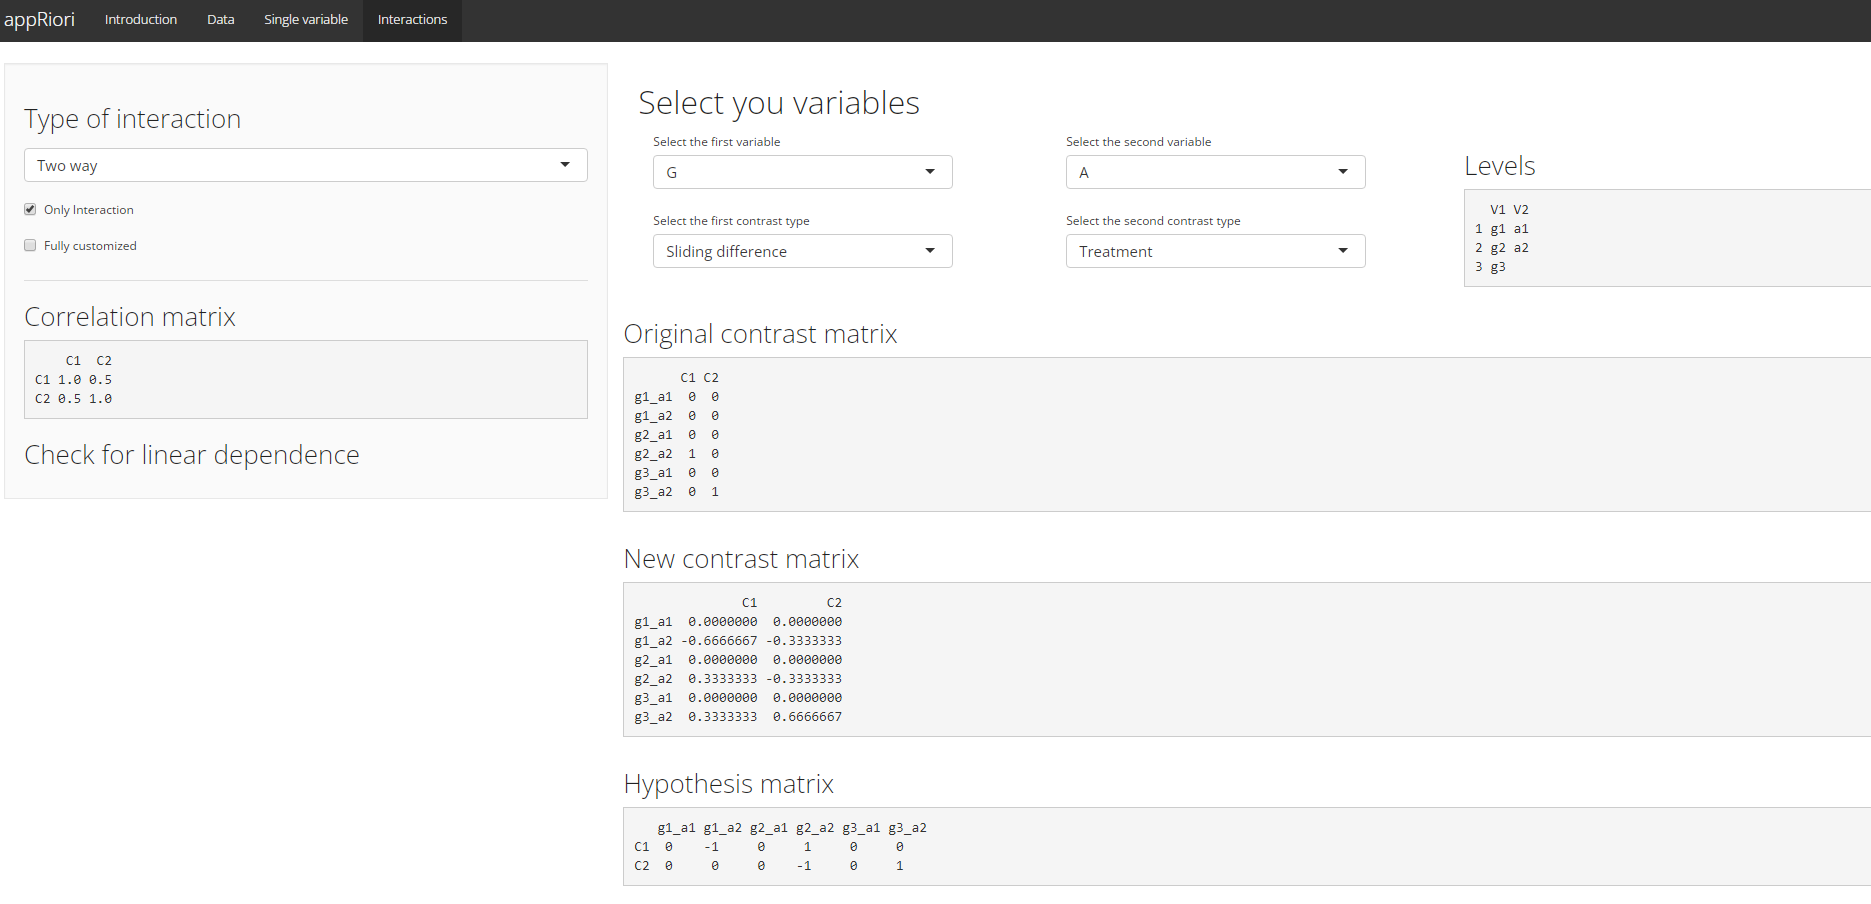 appRiori Introduction Data Single variable Interactions
Type of interaction
Two way
Only Interaction
Fully customized
Correlation matrix
C1 C2
C1 1.0 0.5
C2 0.5 1.0
Check for linear dependence
Select you variables
Select the first variable
G
Select the second variable
A
Select the first contrast type
Sliding difference
Select the second contrast type
Treatment
Levels
V1 V2
1 g1 a1
2 g2 a2
3 g3
Original contrast matrix
C1 C2
g1_a1 0 0
g1_a2 0 0
g2_a1 0 0
g2_a2 1 0
g3_a1 0 0
g3_a2 0 1
New contrast matrix
C1 C2
g1_a1 0.0000000 0.0000000
g1_a2 -0.6666667 -0.3333333
g2_a1 0.0000000 0.0000000
g2_a2 0.3333333 -0.3333333
g3_a1 0.0000000 0.0000000
g3_a2 0.3333333 0.6666667
Hypothesis matrix
g1_a1 g1_a2 g2_a1 g2_a2 g3_a1 g3_a2
C1 0 -1 0 1 0 0
C2 0 0 0 -1 0 1